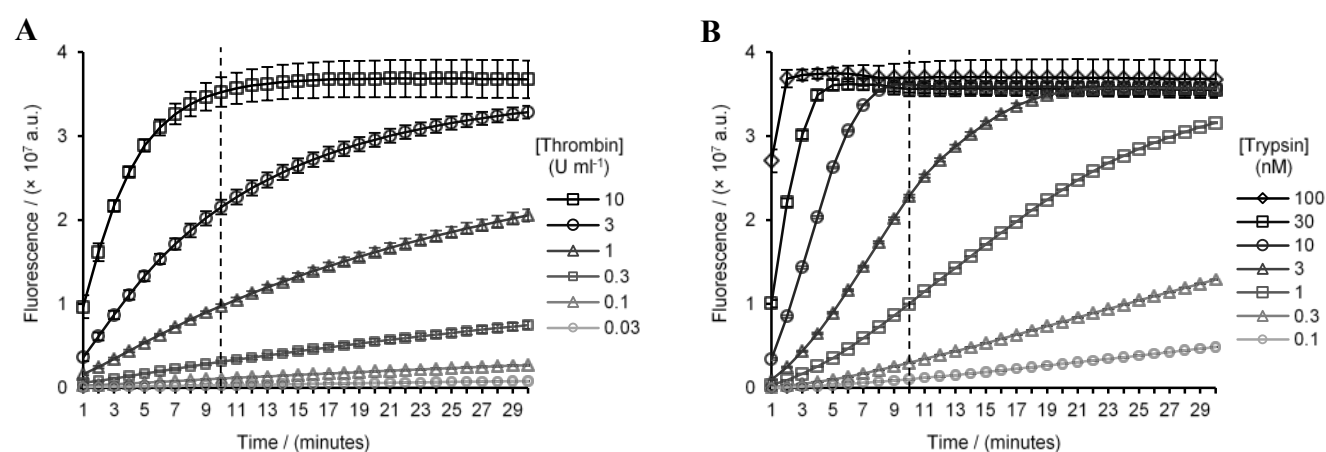 A
4
3
2
1
0
Fluorescence / (× 10⁷ a.u.)
1 3 5 7 9 11 13 15 17 19 21 23 25 27 29
Time / (minutes)
[Thrombin]
(U ml⁻¹)
10
3
1
0.3
0.1
0.03
B
4
3
2
1
0
Fluorescence / (× 10⁷ a.u.)
1 3 5 7 9 11 13 15 17 19 21 23 25 27 29
Time / (minutes)
[Trypsin]
(nM)
100
30
10
3
1
0.3
0.1